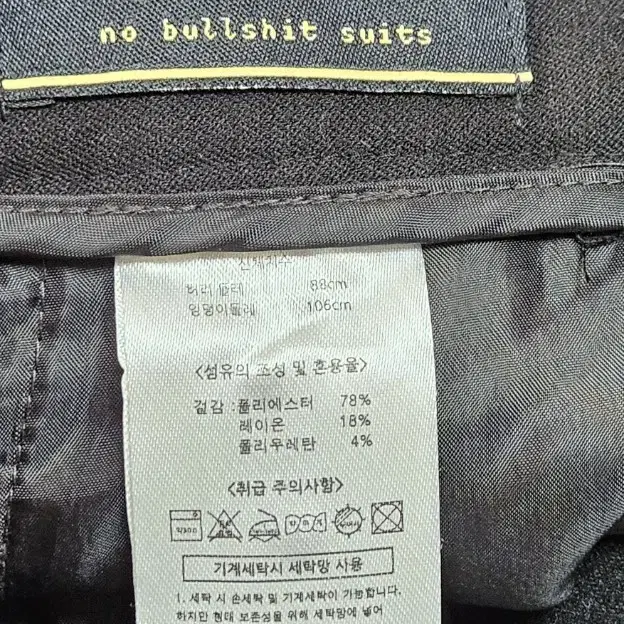 no bullshit suits
신체치수
허리 둘레 88cm
엉덩이둘레 106cm
<섬유의 조성 및 혼용율>
겉감 :폴리에스터 78%
레이온 18%
폴리우레탄 4%
<취급 주의사항>
기계세탁시 세탁망 사용
1. 세탁 시 손세탁 및 기계세탁이 가능합니다.
하지만 형태 보존성을 위해 세탁망에 넣어